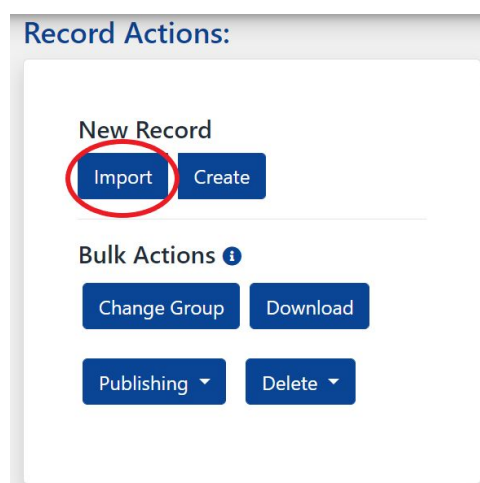 Record Actions:
New Record
Import Create
Bulk Actions
Change Group Download
Publishing Delete